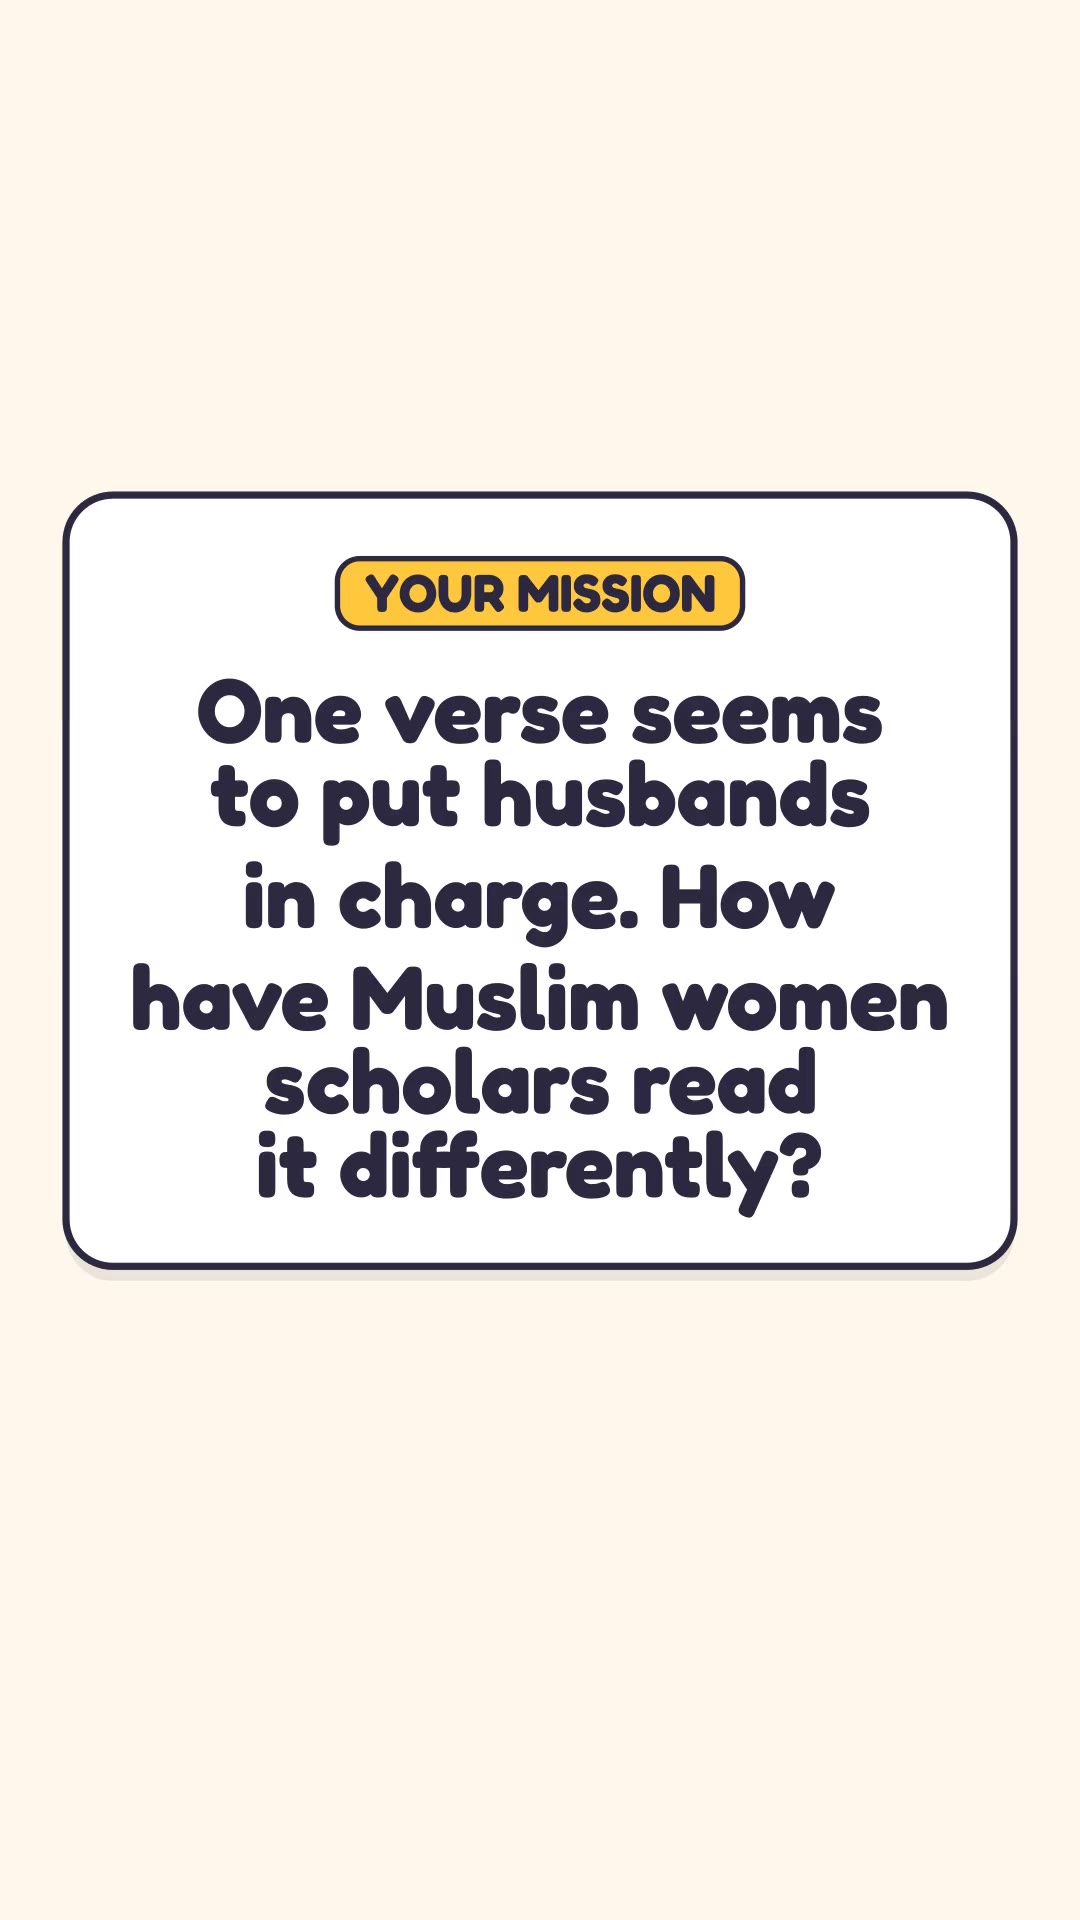 YOUR MISSION
One verse seems
to put husbands
in charge. How
have Muslim women
scholars read
it differently?